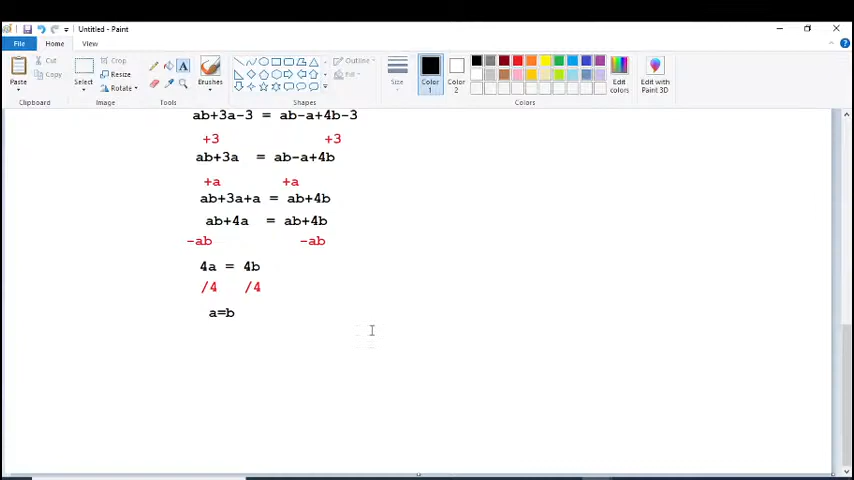 Untitled - Paint
File Home View
Paste
Cut
Copy
Clipboard
Select
Crop
Resize
Rotate
Image
Tools
Brushes
Outline
Fill
Shapes
Size
Color
1
Color
2
Edit
colors
Colors
Edit with
Paint 3D
ab+3a-3 = ab-a+4b-3
+3 +3
ab+3a = ab-a+4b
+a +a
ab+3a+a = ab+4b
ab+4a = ab+4b
-ab -ab
4a = 4b
/4 /4
a=b